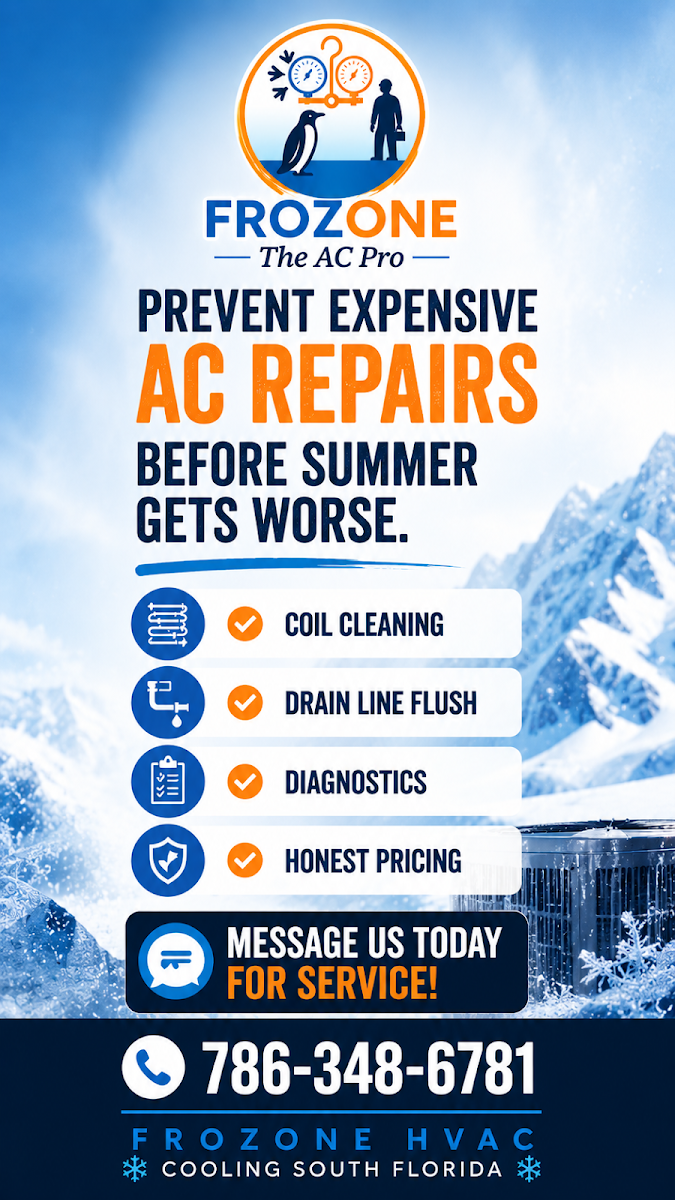 FROZONE
The AC Pro
PREVENT EXPENSIVE
AC REPAIRS
BEFORE SUMMER
GETS WORSE.
COIL CLEANING
DRAIN LINE FLUSH
DIAGNOSTICS
HONEST PRICING
MESSAGE US TODAY
FOR SERVICE!
786-348-6781
FROZONE HVAC
COOLING SOUTH FLORIDA